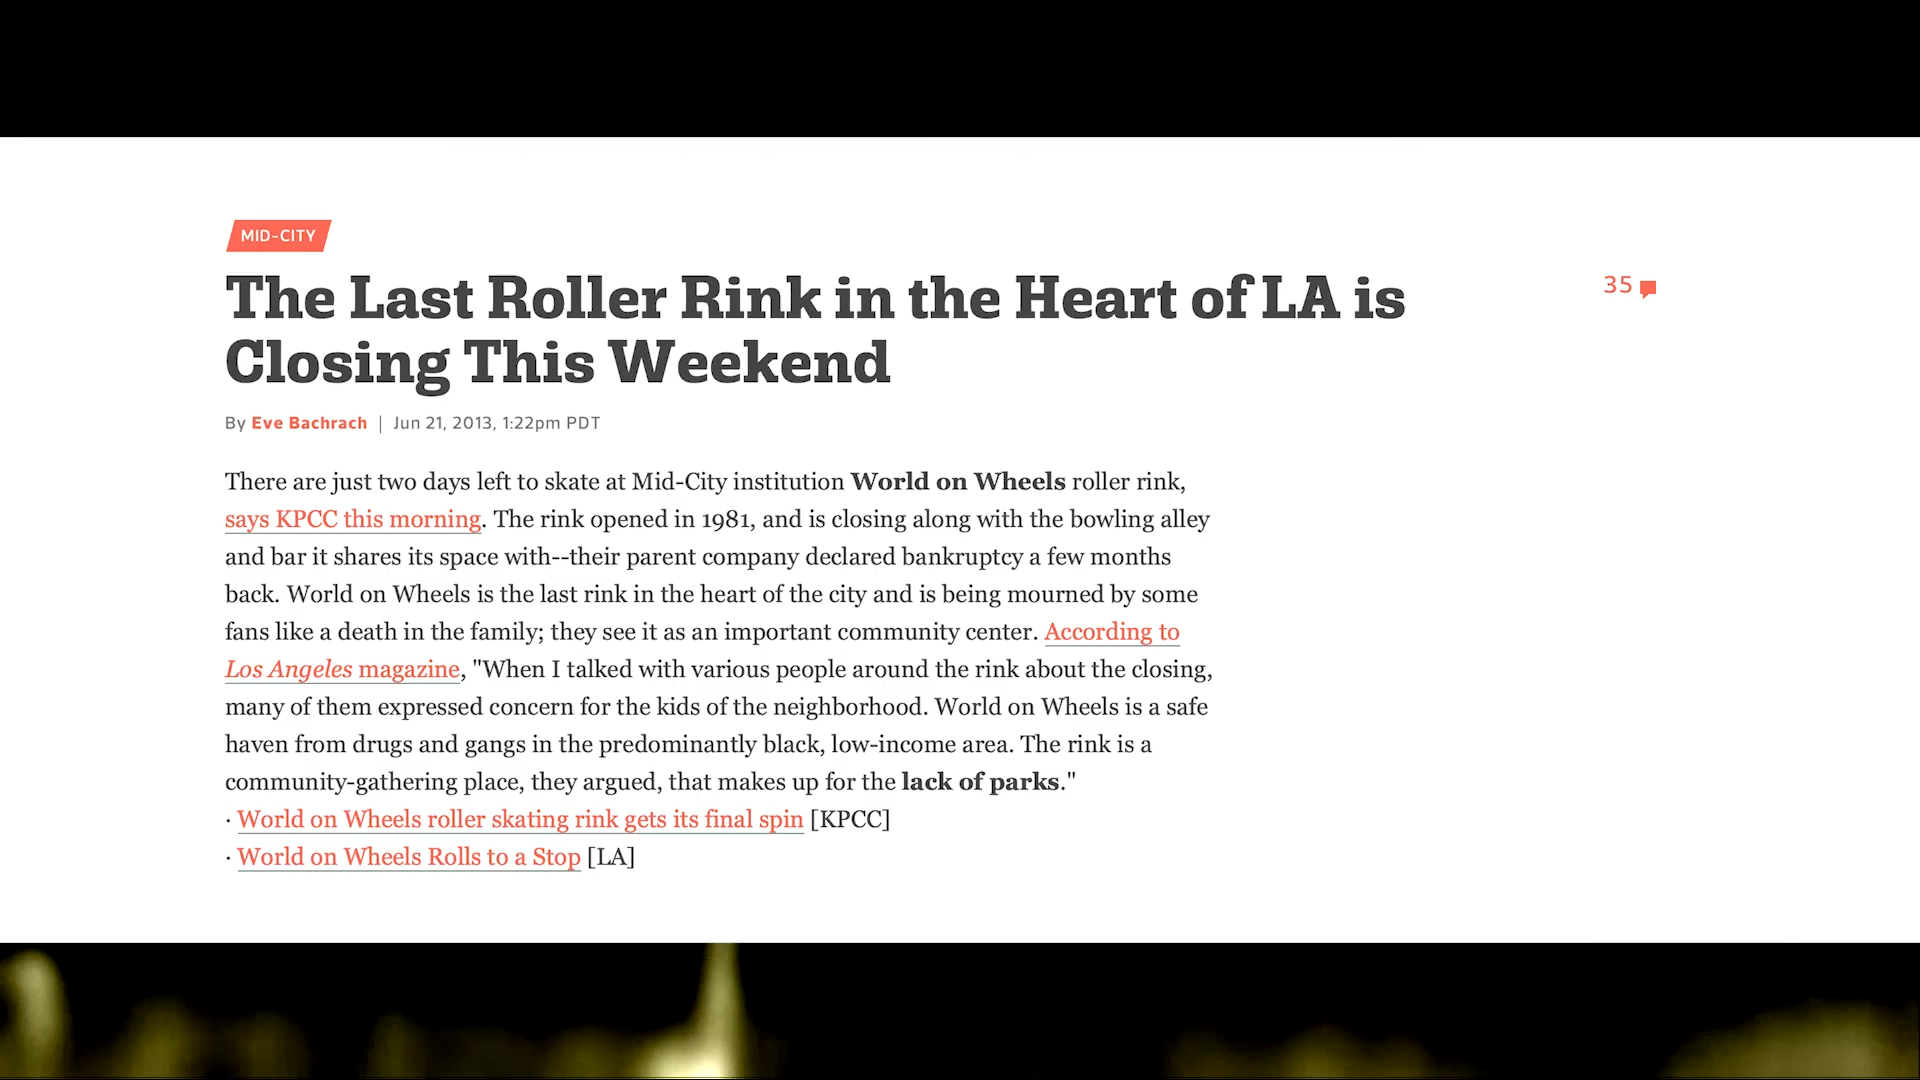 MID-CITY
The Last Roller Rink in the Heart of LA is
35
Closing This Weekend
By Eve Bachrach | Jun 21, 2013, 1:22pm PDT
There are just two days left to skate at Mid-City institution World on Wheels roller rink,
says KPCC this morning. The rink opened in 1981, and is closing along with the bowling alley
and bar it shares its space with--their parent company declared bankruptcy a few months
back. World on Wheels is the last rink in the heart of the city and is being mourned by some
fans like a death in the family; they see it as an important community center. According to
Los Angeles magazine, "When I talked with various people around the rink about the closing,
many of them expressed concern for the kids of the neighborhood. World on Wheels is a safe
haven from drugs and gangs in the predominantly black, low-income area. The rink is a
community-gathering place, they argued, that makes up for the lack of parks."
· World on Wheels roller skating rink gets its final spin [KPCC]
· World on Wheels Rolls to a Stop [LA]